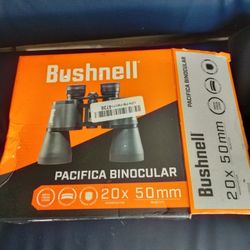 Bushnell®
PACIFICA BINOCULAR
20x 50mm
PACIFICA BINOCULAR
Bushnell
20x 50mm